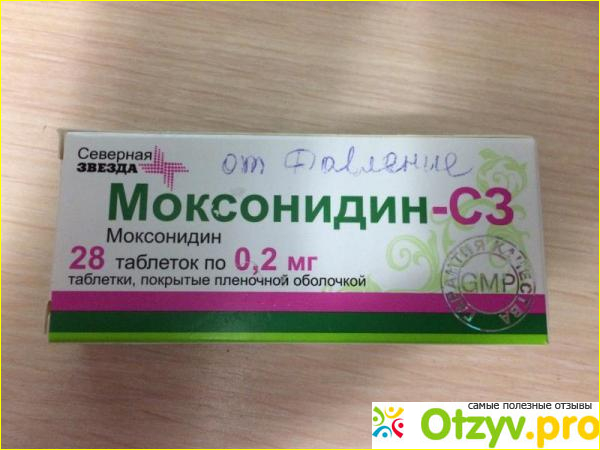 Северная
ЗВЕЗДА
от Давление
Моксонидин-СЗ
Моксонидин
28 таблеток по 0,2 мг
таблетки, покрытые пленочной оболочкой
ГАРАНТИЯ КАЧЕСТВА
GMP
самые полезные отзывы
Otzyv.pro